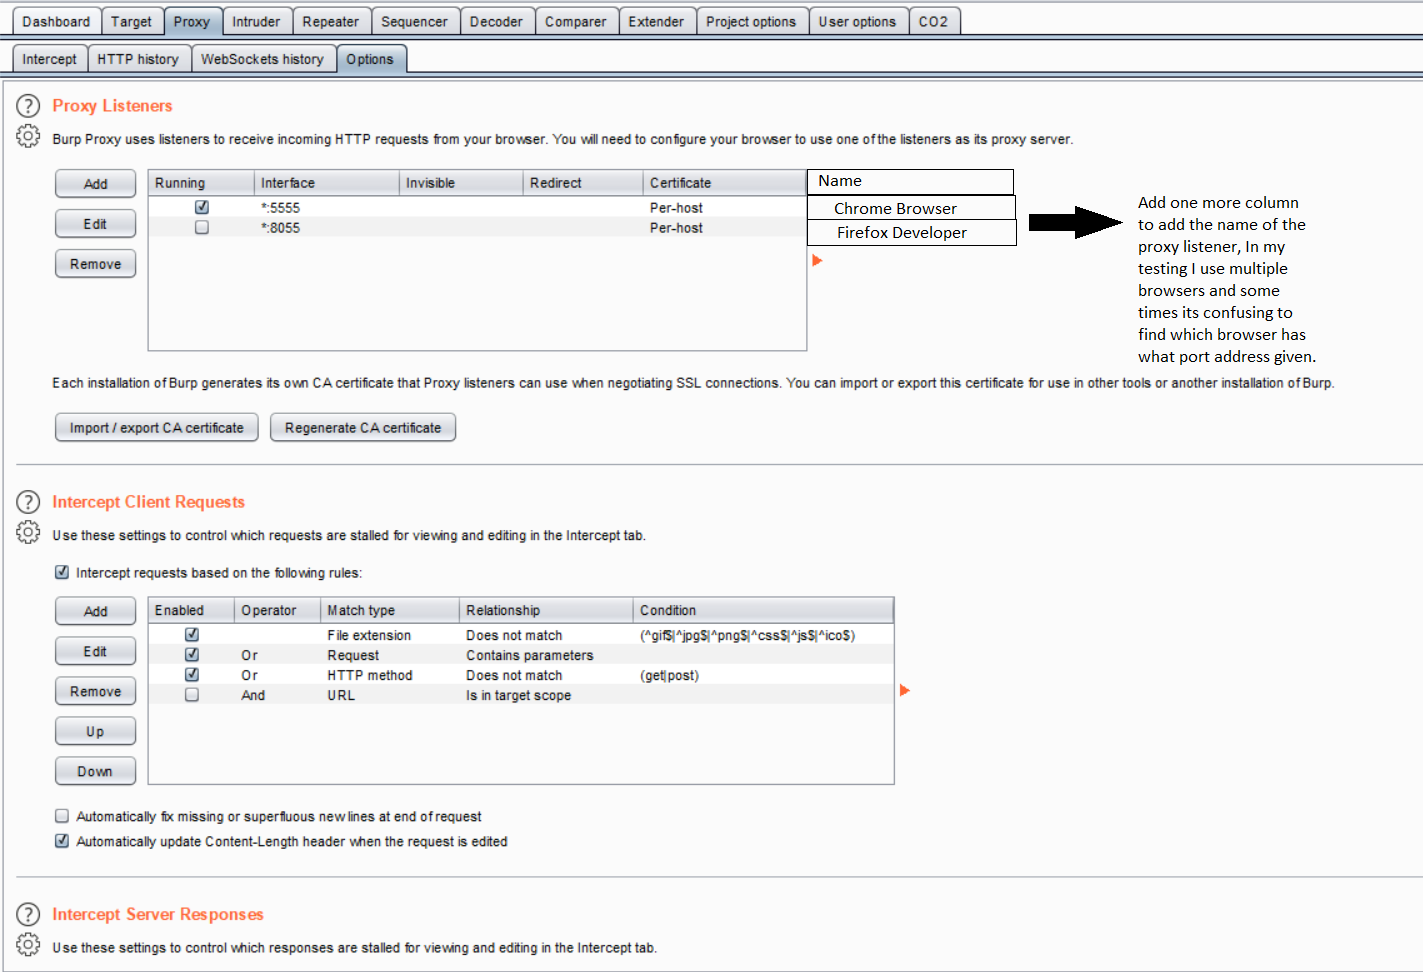 Dashboard Target Proxy Intruder Repeater Sequencer Decoder Comparer Extender Project options User options CO2
Intercept HTTP history WebSockets history Options
? Proxy Listeners
Burp Proxy uses listeners to receive incoming HTTP requests from your browser. You will need to configure your browser to use one of the listeners as its proxy server.
Add
Edit
Remove
Running Interface Invisible Redirect Certificate Name
*:5555 Per-host Chrome Browser
*:8055 Per-host Firefox Developer
Add one more column
to add the name of the
proxy listener, In my
testing I use multiple
browsers and some
times its confusing to
find which browser has
what port address given.
Each installation of Burp generates its own CA certificate that Proxy listeners can use when negotiating SSL connections. You can import or export this certificate for use in other tools or another installation of Burp.
Import / export CA certificate Regenerate CA certificate
? Intercept Client Requests
Use these settings to control which requests are stalled for viewing and editing in the Intercept tab.
Intercept requests based on the following rules:
Add
Edit
Remove
Up
Down
Enabled Operator Match type Relationship Condition
File extension Does not match (^gif$|^jpg$|^png$|^css$|^js$|^ico$)
Or Request Contains parameters
Or HTTP method Does not match (get|post)
And URL Is in target scope
Automatically fix missing or superfluous new lines at end of request
Automatically update Content-Length header when the request is edited
? Intercept Server Responses
Use these settings to control which responses are stalled for viewing and editing in the Intercept tab.